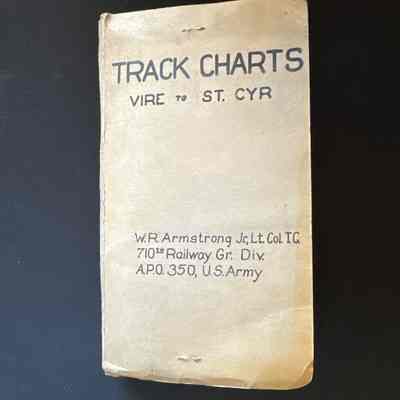 TRACK CHARTS
VIRE TO ST. CYR
W.R. Armstrong Jr, Lt. Col. T.C.
710th Railway Gr. Div.
A.P.O. 350, U.S. Army